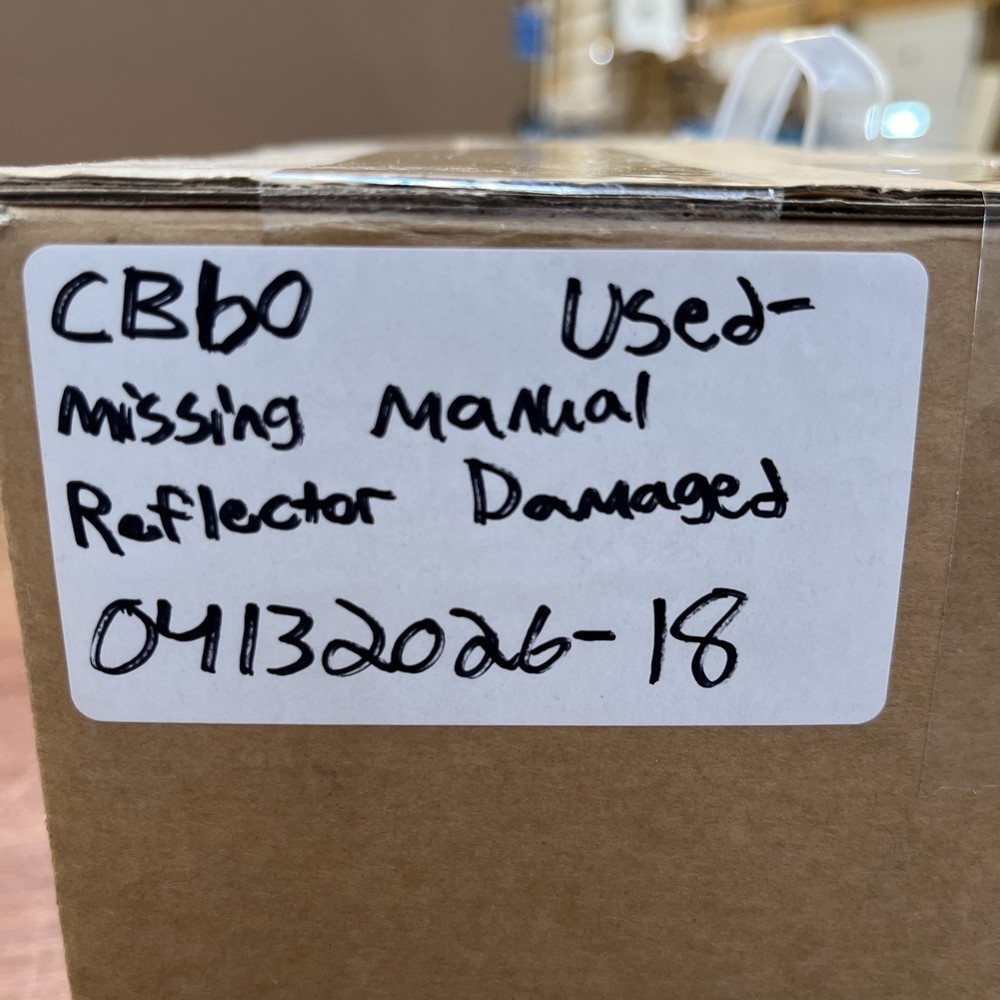 CB60 Used-
Missing Manual
Reflector Damaged
04132026-18